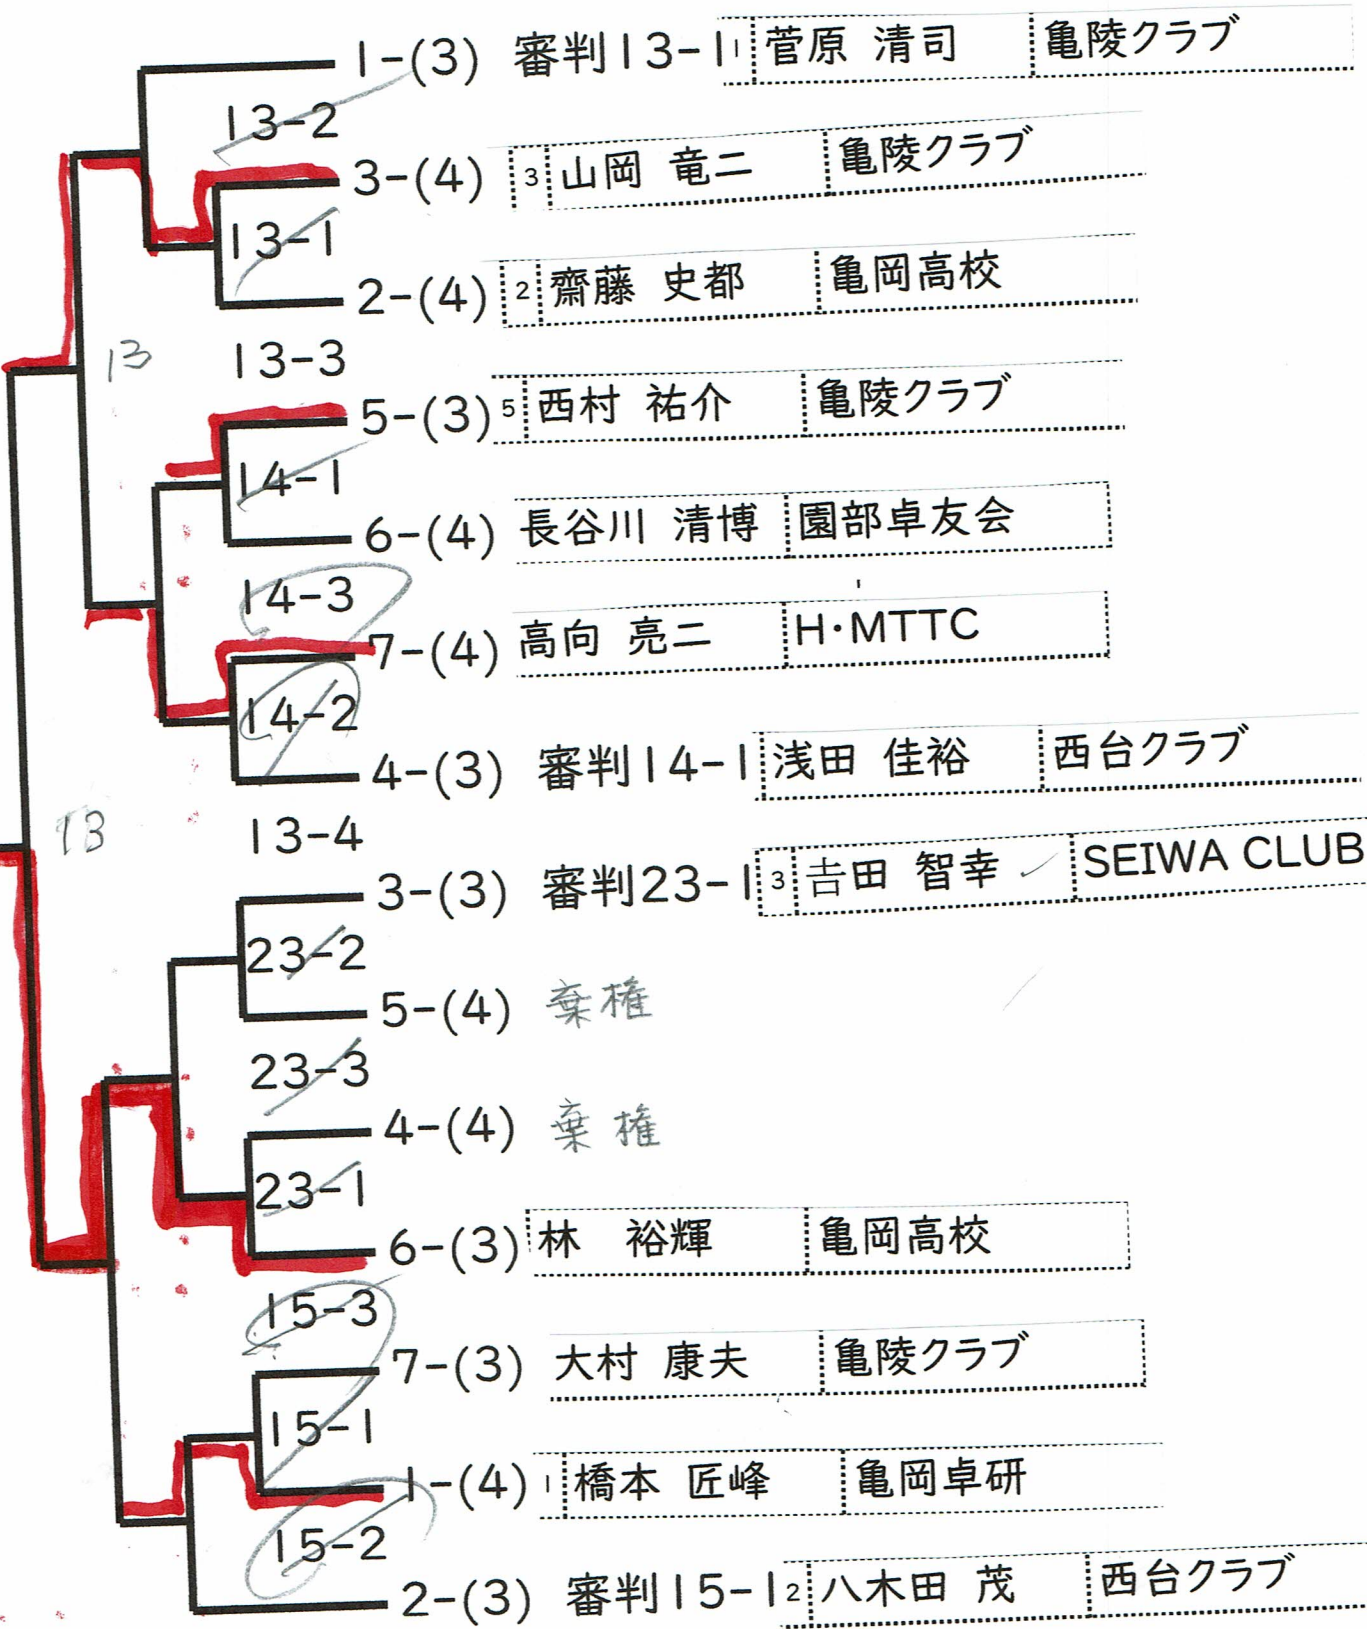 1-(3) 審判13-1 1 菅原 清司 亀陵クラブ
13-2
3-(4) 3 山岡 竜二 亀陵クラブ
13-1
2-(4) 2 齋藤 史都 亀岡高校
13 13-3
5-(3) 5 西村 祐介 亀陵クラブ
14-1
6-(4) 長谷川 清博 園部卓友会
14-3
7-(4) 高向 亮二 H・MTTC
14-2
4-(3) 審判14-1 浅田 佳裕 西台クラブ
13 13-4
3-(3) 審判23-1 3 𠮷田 智幸 SEIWA CLUB
23-2
5-(4) 棄権
23-3
4-(4) 棄権
23-1
6-(3) 林 裕輝 亀岡高校
15-3
7-(3) 大村 康夫 亀陵クラブ
15-1
1-(4) 1 橋本 匠峰 亀岡卓研
15-2
2-(3) 審判15-1 2 八木田 茂 西台クラブ